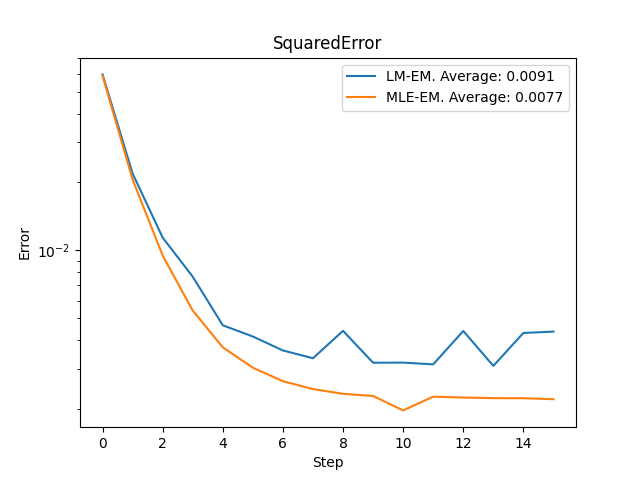 SquaredError
LM-EM. Average: 0.0091
MLE-EM. Average: 0.0077
Error
10⁻²
0 2 4 6 8 10 12 14
Step